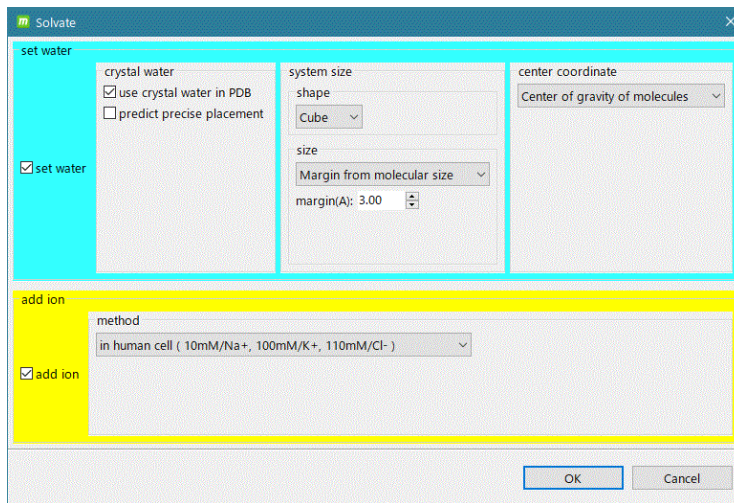 m Solvate
set water
set water
crystal water
use crystal water in PDB
predict precise placement
system size
shape
Cube
size
Margin from molecular size
margin(A): 3.00
center coordinate
Center of gravity of molecules
add ion
add ion
method
in human cell ( 10mM/Na+, 100mM/K+, 110mM/Cl- )
OK
Cancel